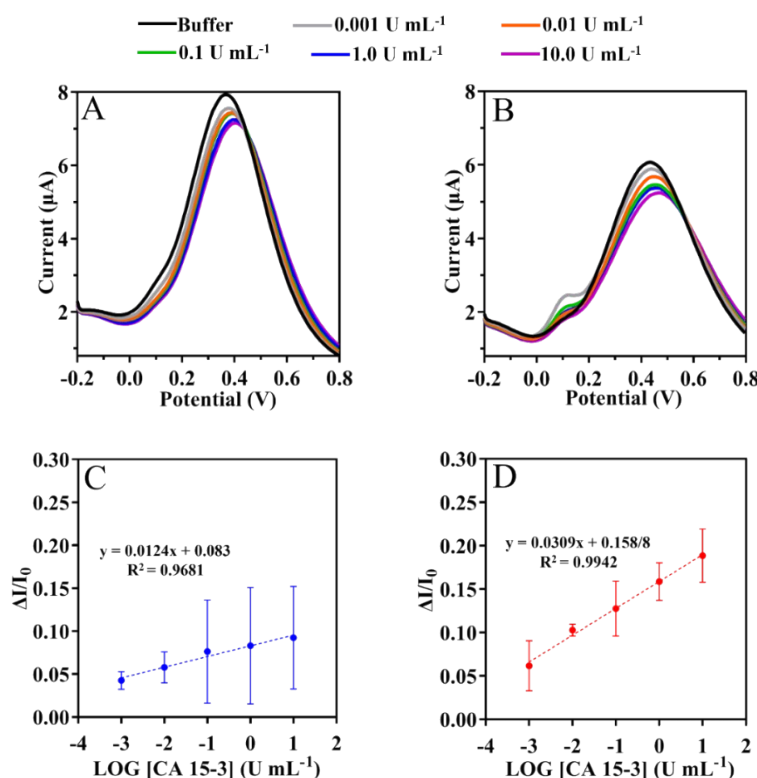 Buffer 0.001 U mL⁻¹ 0.01 U mL⁻¹
0.1 U mL⁻¹ 1.0 U mL⁻¹ 10.0 U mL⁻¹
A
8
6
4
2
-0.2 0.0 0.2 0.4 0.6 0.8
Potential (V)
Current (µA)
B
8
6
4
2
-0.2 0.0 0.2 0.4 0.6 0.8
Potential (V)
Current (µA)
C
0.30
0.25
0.20
0.15
0.10
0.05
0.00
y = 0.0124x + 0.083
R² = 0.9681
-4 -3 -2 -1 0 1 2
LOG [CA 15-3] (U mL⁻¹)
ΔI/I₀
D
0.30
0.25
0.20
0.15
0.10
0.05
0.00
y = 0.0309x + 0.158/8
R² = 0.9942
-4 -3 -2 -1 0 1 2
LOG [CA 15-3] (U mL⁻¹)
ΔI/I₀